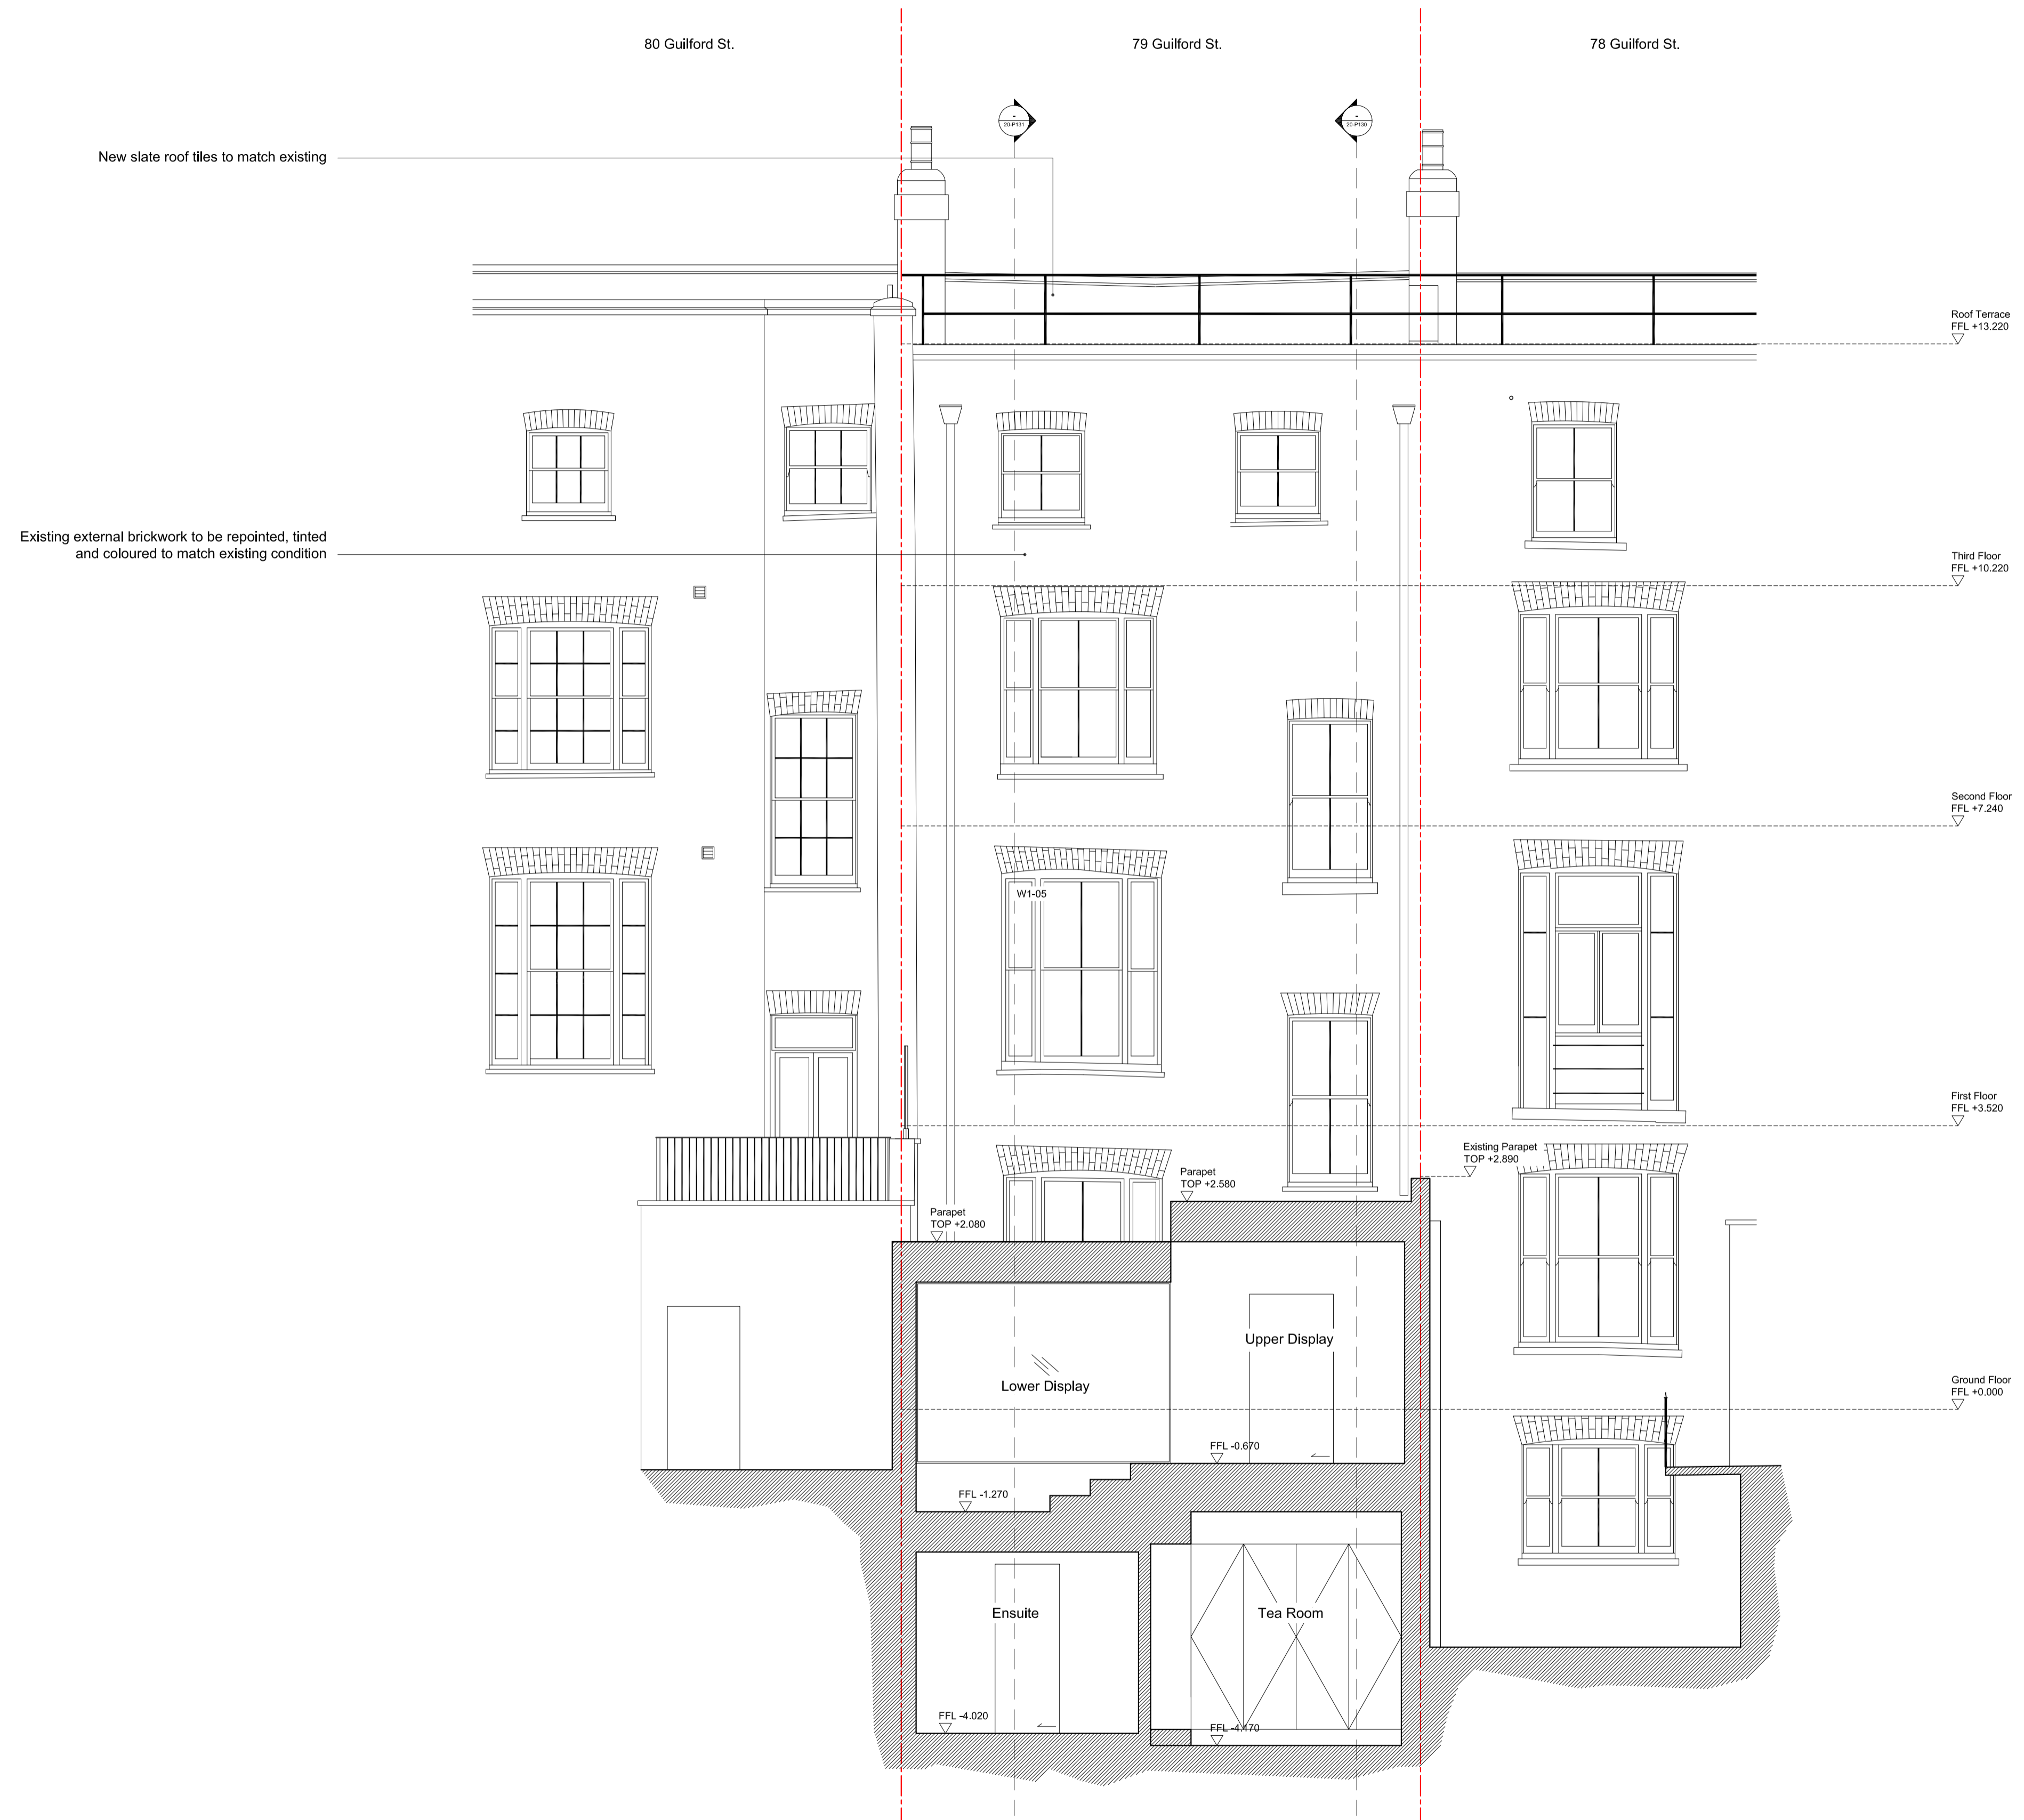 80 Guilford St.
79 Guilford St.
78 Guilford St.
-
20-P131
-
20-P130
New slate roof tiles to match existing
Roof Terrace
FFL +13.220
Existing external brickwork to be repointed, tinted
and coloured to match existing condition
Third Floor
FFL +10.220
Second Floor
FFL +7.240
W1-05
First Floor
FFL +3.520
Existing Parapet
TOP +2.890
Parapet
TOP +2.580
Parapet
TOP +2.080
Upper Display
Lower Display
Ground Floor
FFL +0.000
FFL -0.670
FFL -1.270
Ensuite
Tea Room
FFL -4.020
FFL -4.170